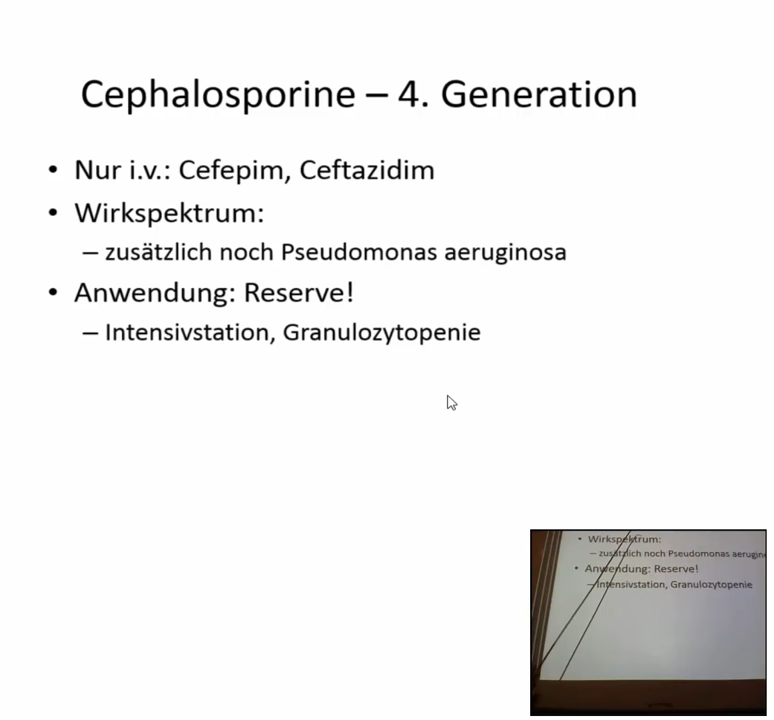 Cephalosporine – 4. Generation
• Nur i.v.: Cefepim, Ceftazidim
• Wirkspektrum:
– zusätzlich noch Pseudomonas aeruginosa
• Anwendung: Reserve!
– Intensivstation, Granulozytopenie
• Wirkspektrum:
– zusätzlich noch Pseudomonas aerugin
• Anwendung: Reserve!
– Intensivstation, Granulozytopenie